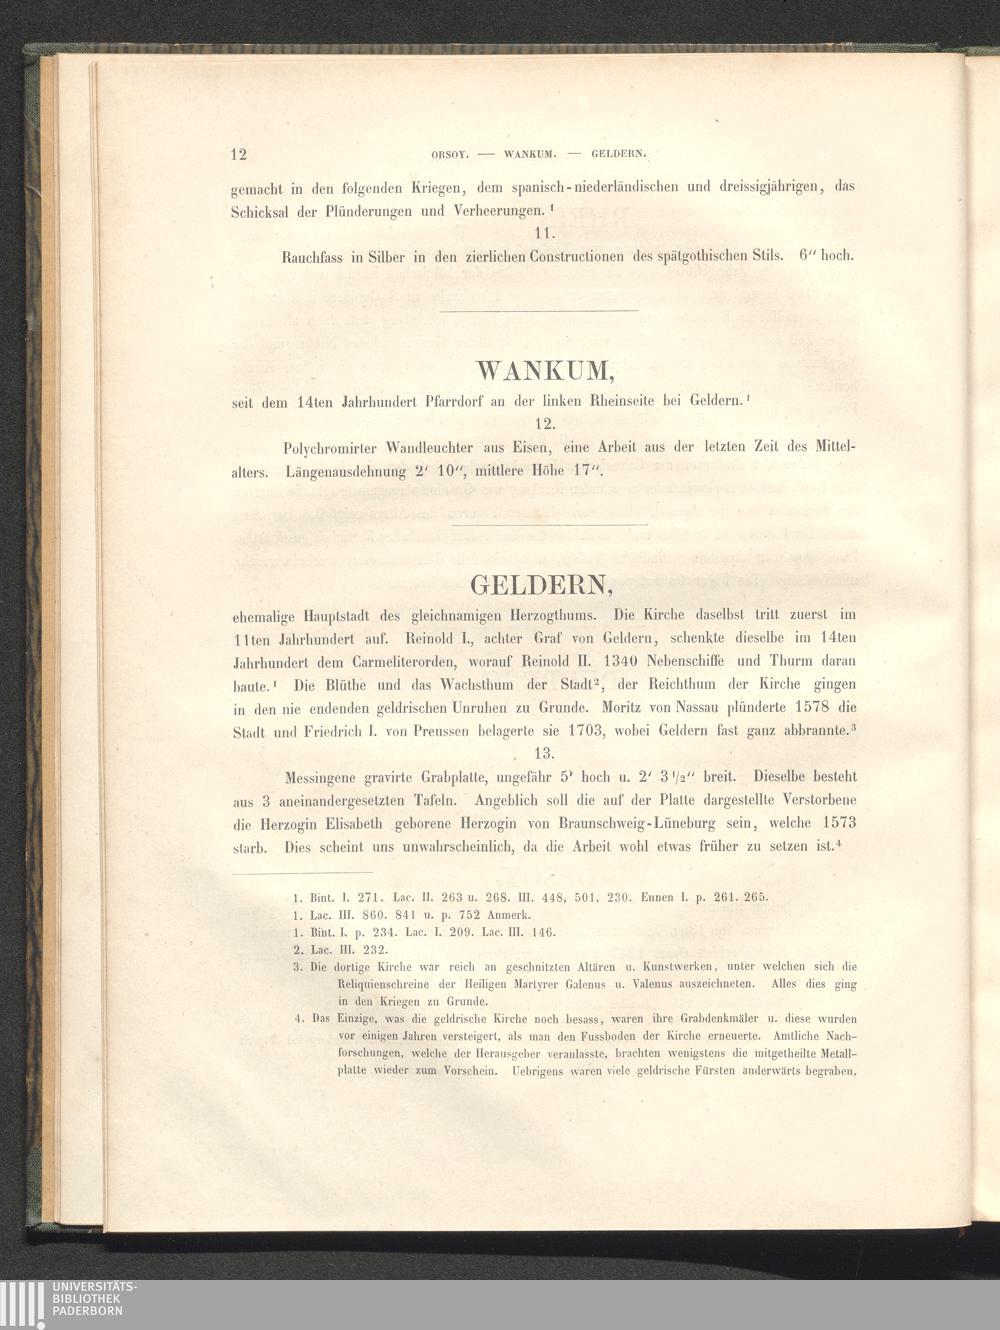 12
ORSOY. — WANKUM. — GELDERN.
gemacht in den folgenden Kriegen, dem spanisch-niederländischen und dreissigjährigen, das
Schicksal der Plünderungen und Verheerungen. ¹
11.
Rauchfass in Silber in den zierlichen Constructionen des spätgothischen Stils. 6″ hoch.
WANKUM,
seit dem 14ten Jahrhundert Pfarrdorf an der linken Rheinseite bei Geldern. ¹
12.
Polychromirter Wandleuchter aus Eisen, eine Arbeit aus der letzten Zeit des Mittel-
alters. Längenausdehnung 2′ 10″, mittlere Höhe 17″.
GELDERN,
ehemalige Hauptstadt des gleichnamigen Herzogthums. Die Kirche daselbst tritt zuerst im
11ten Jahrhundert auf. Reinold I., achter Graf von Geldern, schenkte dieselbe im 14ten
Jahrhundert dem Carmeliterorden, worauf Reinold II. 1340 Nebenschiffe und Thurm daran
baute. ¹ Die Blüthe und das Wachsthum der Stadt², der Reichthum der Kirche gingen
in den nie endenden geldrischen Unruhen zu Grunde. Moritz von Nassau plünderte 1578 die
Stadt und Friedrich I. von Preussen belagerte sie 1703, wobei Geldern fast ganz abbrannte.³
13.
Messingene gravirte Grabplatte, ungefähr 5′ hoch u. 2′ 3 ½″ breit. Dieselbe besteht
aus 3 aneinandergesetzten Tafeln. Angeblich soll die auf der Platte dargestellte Verstorbene
die Herzogin Elisabeth geborene Herzogin von Braunschweig-Lüneburg sein, welche 1573
starb. Dies scheint uns unwahrscheinlich, da die Arbeit wohl etwas früher zu setzen ist.⁴
1. Bint. I. 271. Lac. II. 263 u. 268. III. 448, 501, 230. Ennen I. p. 261. 265.
1. Lac. III. 860. 841 u. p. 752 Anmerk.
1. Bint. I. p. 234. Lac. I. 209. Lac. III. 146.
2. Lac. III. 232.
3. Die dortige Kirche war reich an geschnitzten Altären u. Kunstwerken, unter welchen sich die
Reliquienschreine der Heiligen Martyrer Galenus u. Valenus auszeichneten. Alles dies ging
in den Kriegen zu Grunde.
4. Das Einzige, was die geldrische Kirche noch besass, waren ihre Grabdenkmäler u. diese wurden
vor einigen Jahren versteigert, als man den Fussboden der Kirche erneuerte. Amtliche Nach-
forschungen, welche der Herausgeber veranlasste, brachten wenigstens die mitgetheilte Metall-
platte wieder zum Vorschein. Uebrigens waren viele geldrische Fürsten anderwärts begraben,
UNIVERSITÄTS-
BIBLIOTHEK
PADERBORN